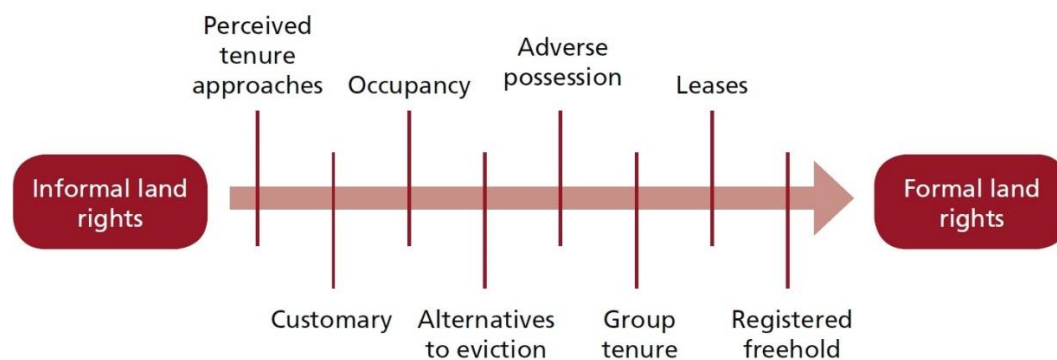 Perceived
tenure
approaches
Occupancy
Adverse
possession
Leases
Informal land
rights
Formal land
rights
Customary
Alternatives
to eviction
Group
tenure
Registered
freehold